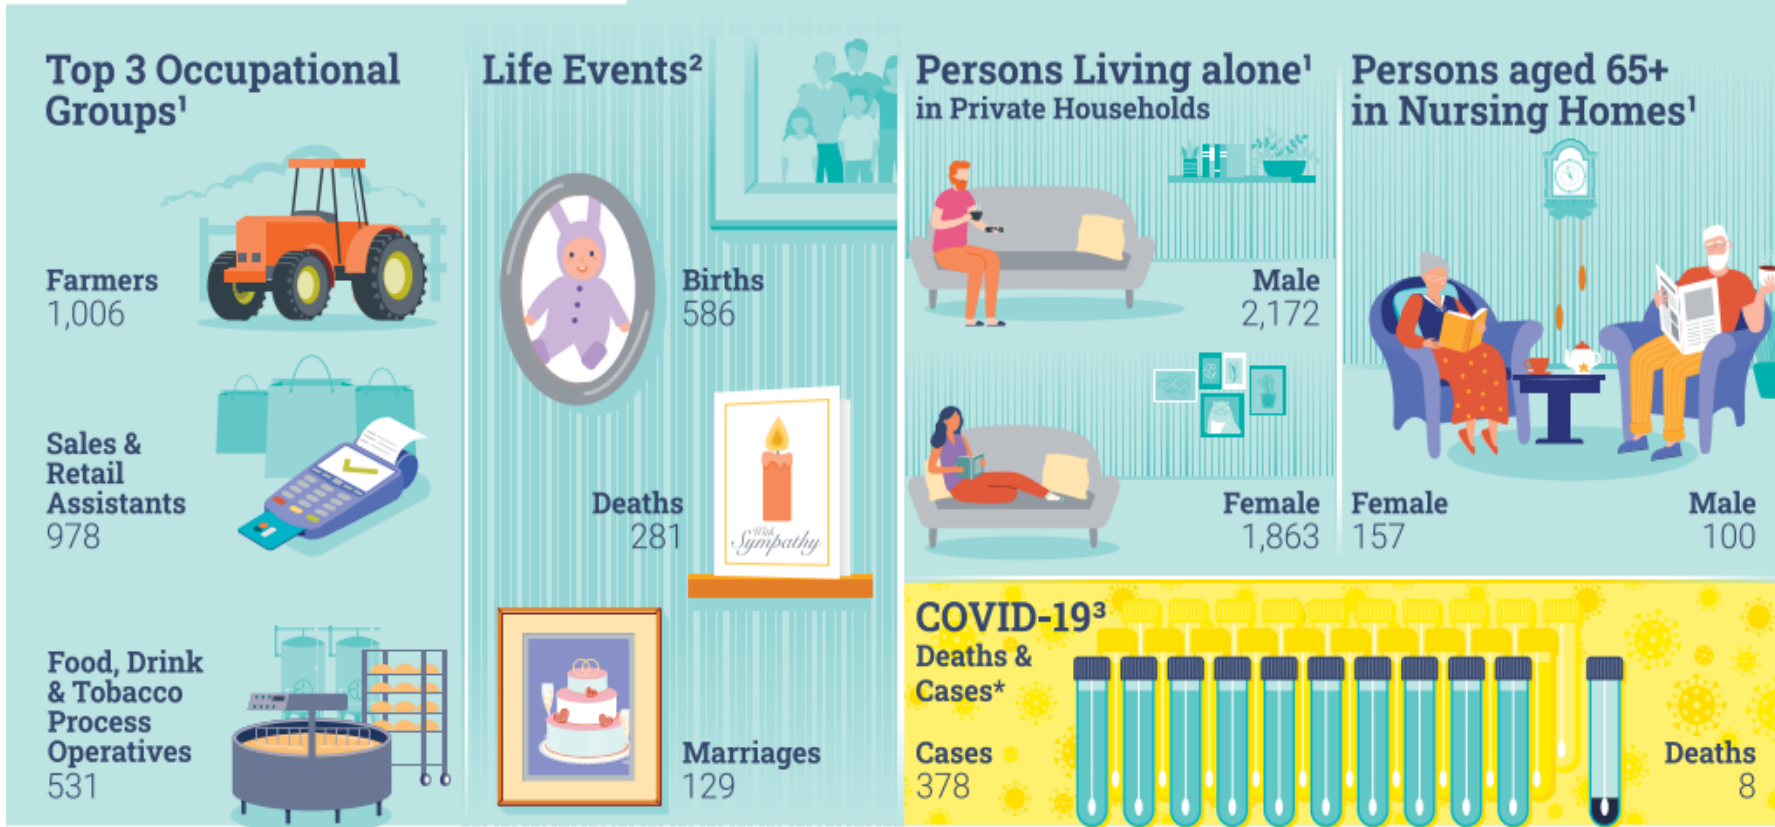 Top 3 Occupational
Groups¹
Farmers
1,006
Sales &
Retail
Assistants
978
Food, Drink
& Tobacco
Process
Operatives
531
Life Events²
Births
586
Deaths
281
With
Sympathy
Marriages
129
Persons Living alone¹
in Private Households
Male
2,172
Female
1,863
Persons aged 65+
in Nursing Homes¹
Female
157
Male
100
COVID-19³
Deaths &
Cases*
Cases
378
Deaths
8